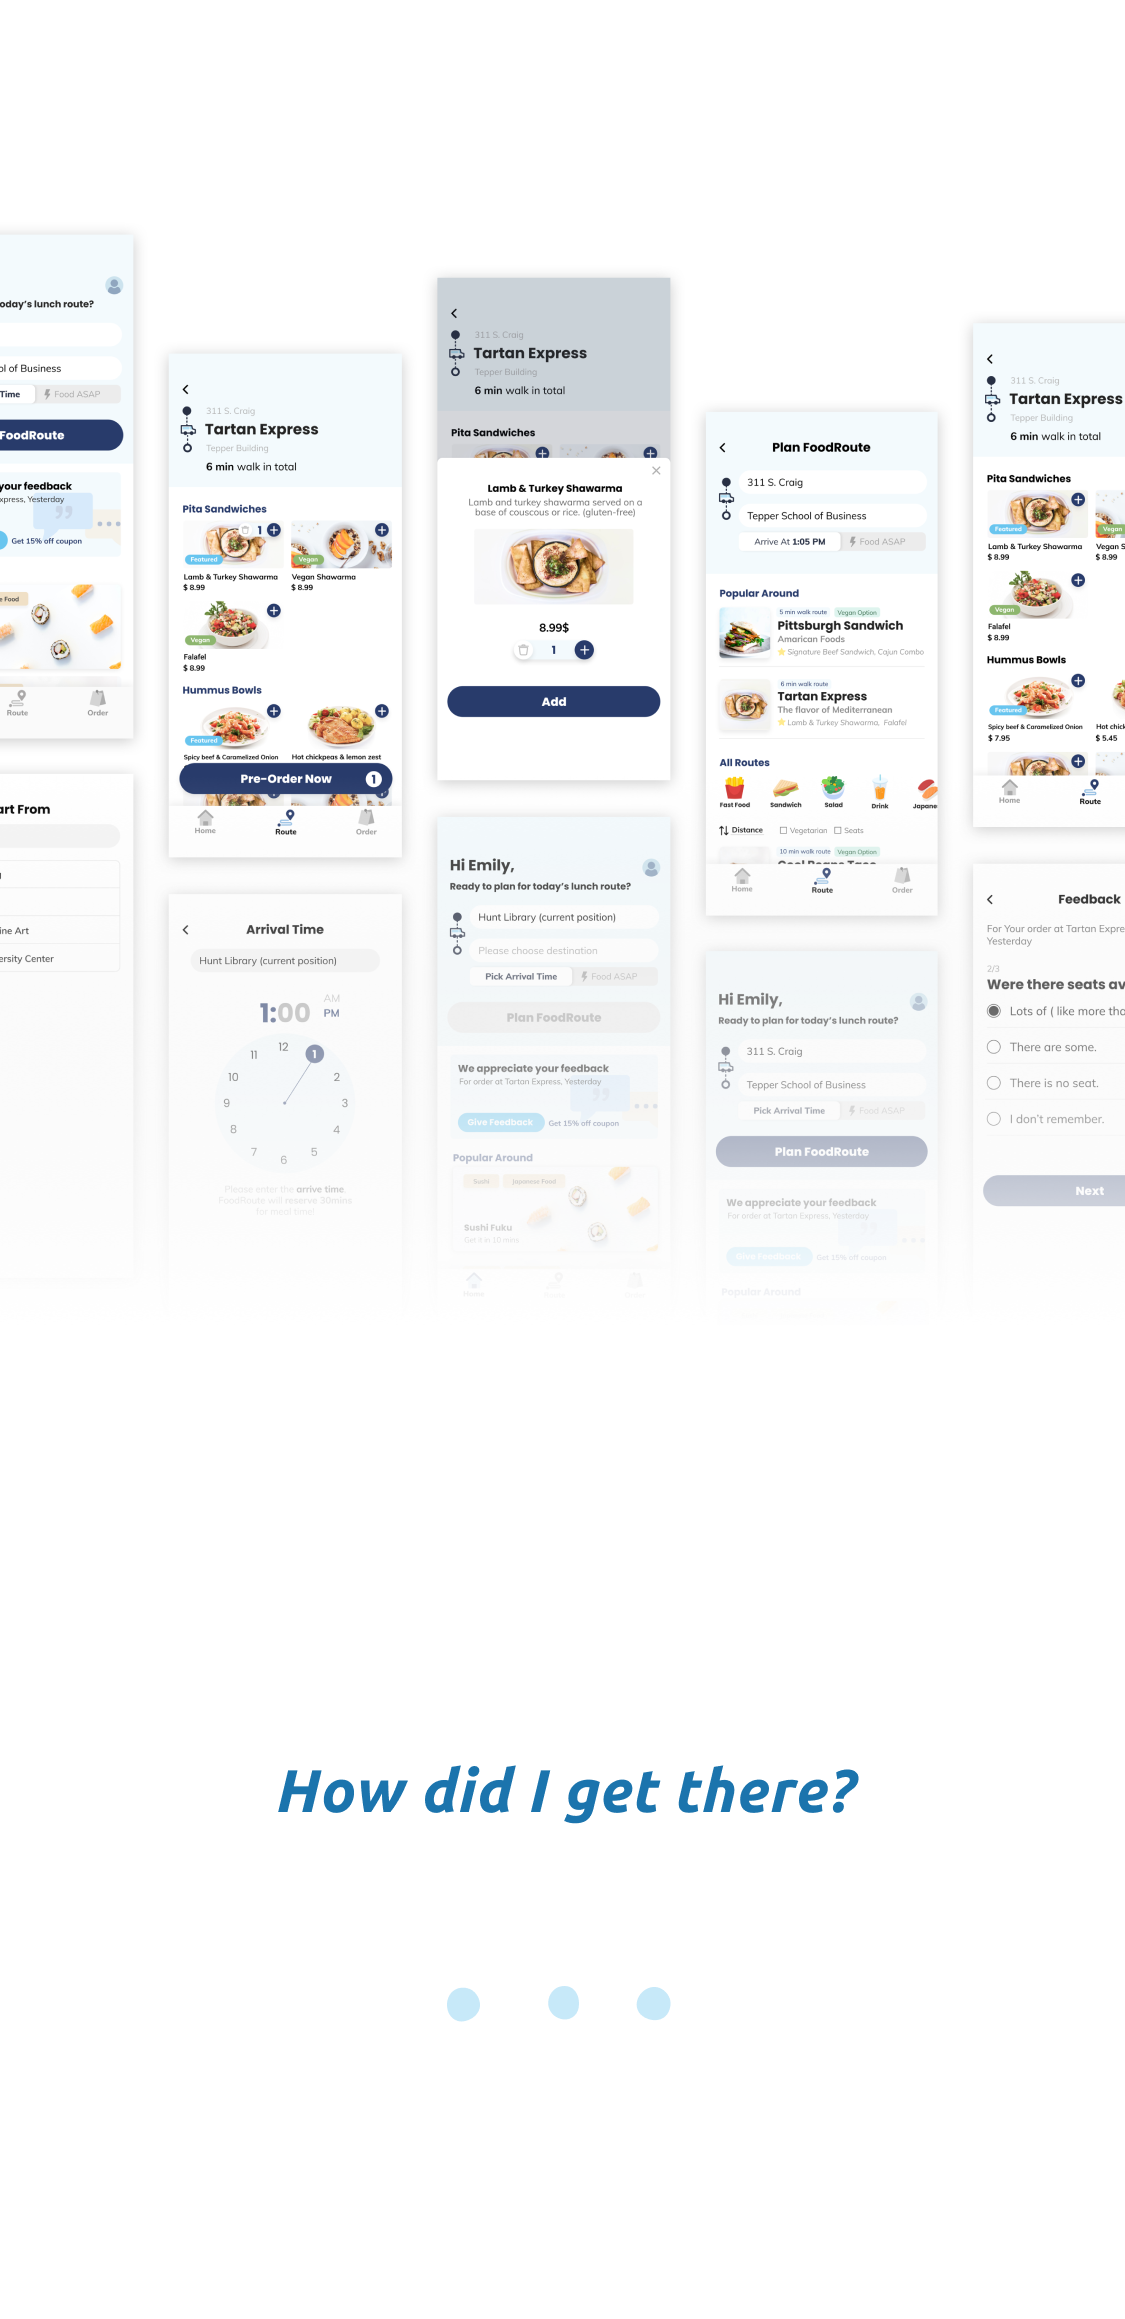 oday's lunch route?
ol of Business
Time
Food ASAP
FoodRoute
your feedback
xpress, Yesterday
Get 15% off coupon
e Food
Route
Order
art From
ine Art
ersity Center
311 S. Craig
Tartan Express
Tepper Building
6 min walk in total
Pita Sandwiches
1
Featured
Vegan
Lamb & Turkey Shawarma
Vegan Shawarma
$ 8.99
$ 8.99
Vegan
Falafel
$ 8.99
Hummus Bowls
Featured
Spicy beef & Caramelized Onion
Hot chickpeas & lemon zest
Pre-Order Now
1
Home
Route
Order
Arrival Time
Hunt Library (current position)
1:00
AM
PM
12
11
1
10
2
9
3
8
4
7
5
6
Please enter the arrive time,
FoodRoute will reserve 30mins
for meal time!
311 S. Craig
Tartan Express
Tepper Building
6 min walk in total
Pita Sandwiches
Lamb & Turkey Shawarma
Lamb and turkey shawarma served on a
base of couscous or rice. (gluten-free)
8.99$
1
Add
Hi Emily,
Ready to plan for today's lunch route?
Hunt Library (current position)
Please choose destination
Pick Arrival Time
Food ASAP
Plan FoodRoute
We appreciate your feedback
For order at Tartan Express, Yesterday
Give Feedback
Get 15% off coupon
Popular Around
Sushi
Japanese Food
Sushi Fuku
Get it in 10 mins
Home
Route
Order
Plan FoodRoute
311 S. Craig
Tepper School of Business
Arrive At 1:05 PM
Food ASAP
Popular Around
5 min walk route
Vegan Option
Pittsburgh Sandwich
Amarican Foods
Signature Beef Sandwich, Cajun Combo
6 min walk route
Tartan Express
The flavor of Mediterranean
Lamb & Turkey Shawarma, Falafel
All Routes
Fast Food
Sandwich
Salad
Drink
Japane
Distance
Vegetarian
Seats
10 min walk route
Vegan Option
Home
Route
Order
Hi Emily,
Ready to plan for today's lunch route?
311 S. Craig
Tepper School of Business
Pick Arrival Time
Food ASAP
Plan FoodRoute
We appreciate your feedback
For order at Tartan Express, Yesterday
Give Feedback
Get 15% off coupon
Popular Around
311 S. Craig
Tartan Express
Tepper Building
6 min walk in total
Pita Sandwiches
Featured
Vegan
Lamb & Turkey Shawarma
Vegan S
$ 8.99
$ 8.99
Vegan
Falafel
$ 8.99
Hummus Bowls
Featured
Spicy beef & Caramelized Onion
Hot chick
$ 7.95
$ 5.45
Home
Route
Feedback
For Your order at Tartan Expre
Yesterday
2/3
Were there seats av
Lots of ( like more tha
There are some.
There is no seat.
I don't remember.
Next
How did I get there?